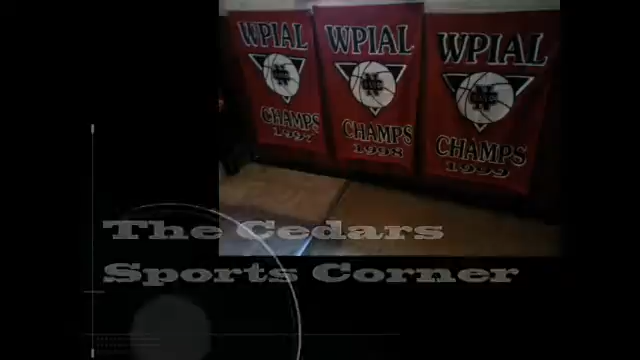 WPIAL
CHAMPS
1997
WPIAL
N
CHAMPS
1998
WPIAL
N
CHAMPS
1999
The Cedars
Sports Corner